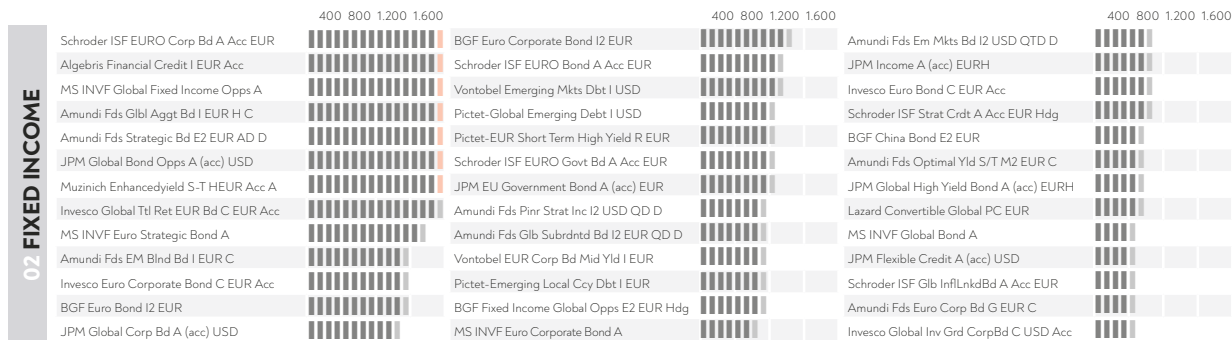 400 800 1.200 1.600
Schroder ISF EURO Corp Bd A Acc EUR
Algebris Financial Credit I EUR Acc
MS INVF Global Fixed Income Opps A
Amundi Fds Glbl Aggt Bd I EUR H C
Amundi Fds Strategic Bd E2 EUR AD D
JPM Global Bond Opps A (acc) USD
Muzinich Enhancedyield S-T HEUR Acc A
Invesco Global Ttl Ret EUR Bd C EUR Acc
MS INVF Euro Strategic Bond A
Amundi Fds EM Blnd Bd I EUR C
Invesco Euro Corporate Bond C EUR Acc
BGF Euro Bond I2 EUR
JPM Global Corp Bd A (acc) USD
400 800 1.200 1.600
BGF Euro Corporate Bond I2 EUR
Schroder ISF EURO Bond A Acc EUR
Vontobel Emerging Mkts Dbt I USD
Pictet-Global Emerging Debt I USD
Pictet-EUR Short Term High Yield R EUR
Schroder ISF EURO Govt Bd A Acc EUR
JPM EU Government Bond A (acc) EUR
Amundi Fds Pinr Strat Inc I2 USD QD D
Amundi Fds Glb Subrdntd Bd I2 EUR QD D
Vontobel EUR Corp Bd Mid Yld I EUR
Pictet-Emerging Local Ccy Dbt I EUR
BGF Fixed Income Global Opps E2 EUR Hdg
MS INVF Euro Corporate Bond A
400 800 1.200 1.600
Amundi Fds Em Mkts Bd I2 USD QTD D
JPM Income A (acc) EURH
Invesco Euro Bond C EUR Acc
Schroder ISF Strat Crdt A Acc EUR Hdg
BGF China Bond E2 EUR
Amundi Fds Optimal Yld S/T M2 EUR C
JPM Global High Yield Bond A (acc) EURH
Lazard Convertible Global PC EUR
MS INVF Global Bond A
JPM Flexible Credit A (acc) USD
Schroder ISF Glb InflLnkdBd A Acc EUR
Amundi Fds Euro Corp Bd G EUR C
Invesco Global Inv Grd CorpBd C USD Acc
02 FIXED INCOME